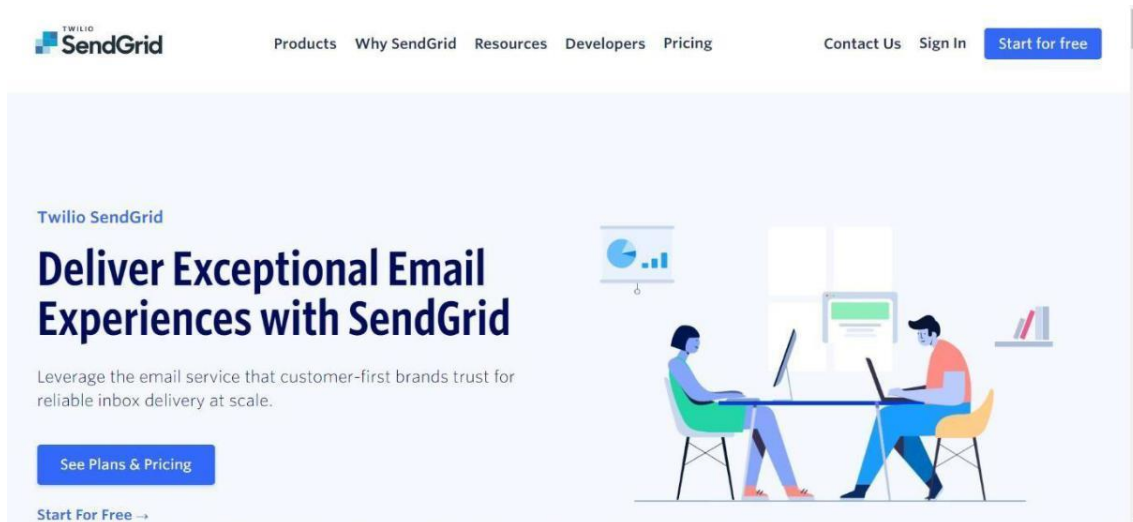 TWILIO
SendGrid
Products Why SendGrid Resources Developers Pricing Contact Us Sign In Start for free
Twilio SendGrid
Deliver Exceptional Email
Experiences with SendGrid
Leverage the email service that customer-first brands trust for
reliable inbox delivery at scale.
See Plans & Pricing
Start For Free →